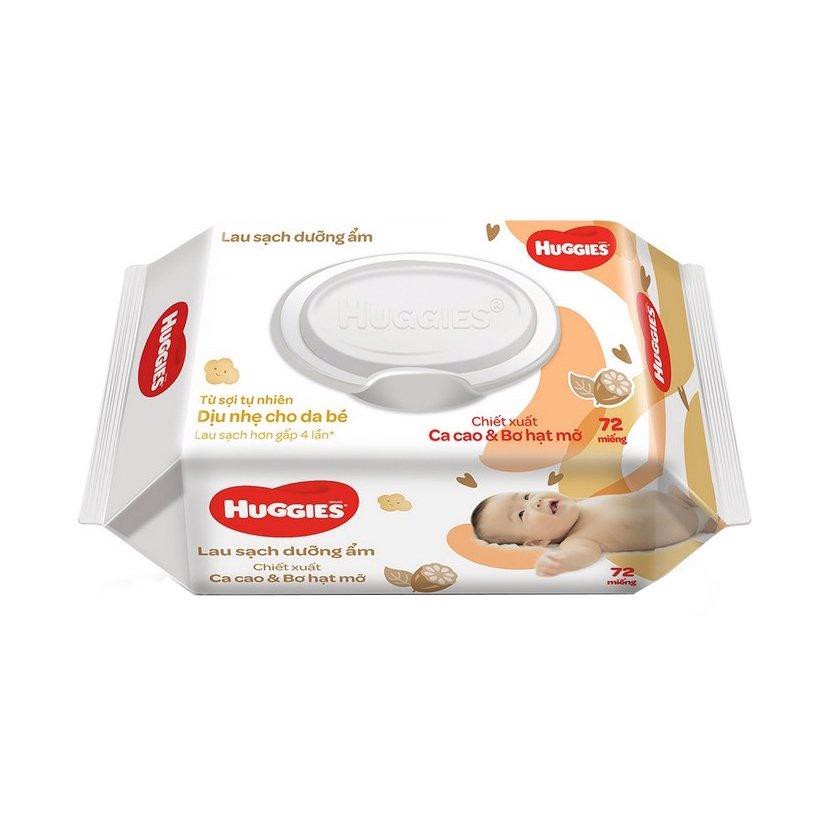 Lau sạch dưỡng ẩm
HUGGIES
HUGGIES®
HUGGIES
HUGGIES
Từ sợi tự nhiên
Dịu nhẹ cho da bé
Lau sạch hơn gấp 4 lần*
Chiết xuất
Ca cao & Bơ hạt mỡ
72
miếng
HUGGIES
Lau sạch dưỡng ẩm
Chiết xuất
Ca cao & Bơ hạt mỡ
72
miếng